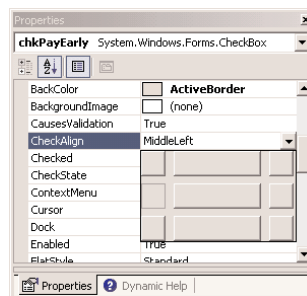 Properties
chkPayEarly System.Windows.Forms.CheckBox
BackColor ActiveBorder
BackgroundImage (none)
CausesValidation True
CheckAlign MiddleLeft
Checked
CheckState
ContextMenu
Cursor
Dock
Enabled True
FlatStyle Standard
Properties Dynamic Help